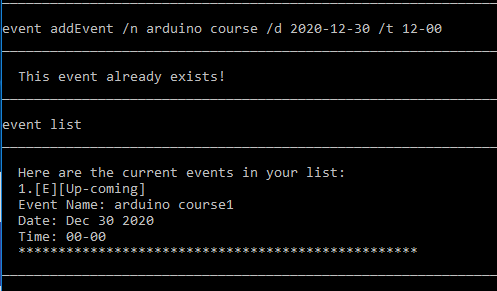 event addEvent /n arduino course /d 2020-12-30 /t 12-00
This event already exists!
event list
Here are the current events in your list:
1.[E][Up-coming]
Event Name: arduino course1
Date: Dec 30 2020
Time: 00-00
**************************************************